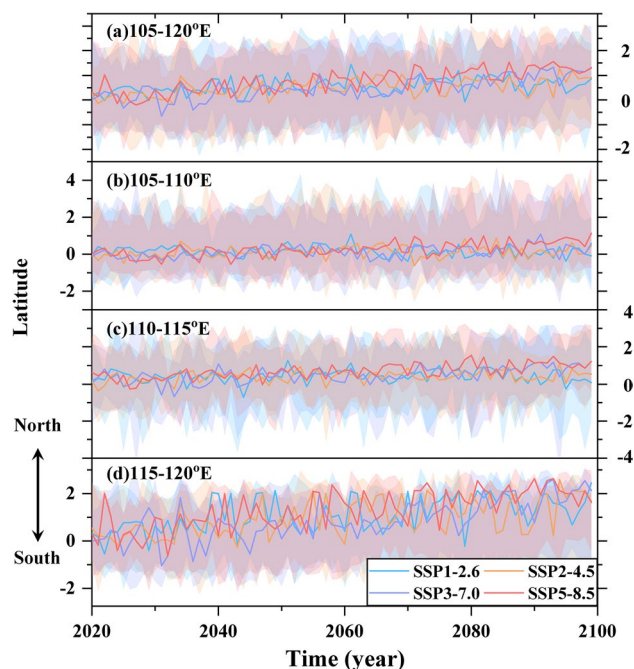 (a)105-120°E
2
0
-2
(b)105-110°E
4
2
0
-2
(c)110-115°E
4
2
0
-2
-4
(d)115-120°E
2
0
-2
Latitude
North
South
SSP1-2.6 SSP2-4.5
SSP3-7.0 SSP5-8.5
2020 2040 2060 2080 2100
Time (year)